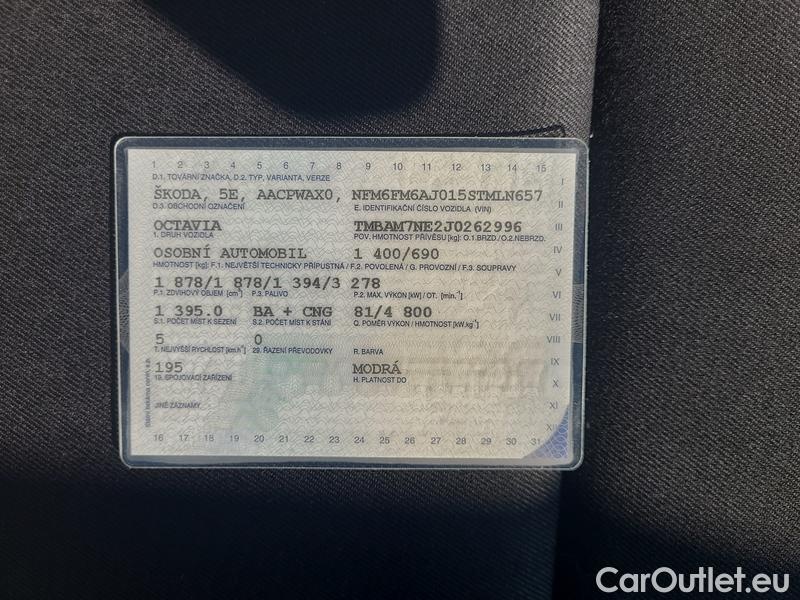 1 2 3 4 5 6 7 8 9 10 11 12 13 14 15
D.1. TOVÁRNÍ ZNAČKA, D.2. TYP, VARIANTA, VERZE
I
ŠKODA, 5E, AACPWAX0, NFM6FM6AJ015STMLN657
D.3. OBCHODNÍ OZNAČENÍ E. IDENTIFIKAČNÍ ČÍSLO VOZIDLA (VIN)
II
OCTAVIA TMBAM7NE2J0262996
III
1. DRUH VOZIDLA POV. HMOTNOST PŘÍVĚSU [kg]: O.1 BRZD./O.2 NEBRZD.
OSOBNÍ AUTOMOBIL 1 400/690
IV
HMOTNOST [kg]: F.1. NEJVĚTŠÍ TECHNICKY PŘÍPUSTNÁ / F.2. POVOLENÁ / G. PROVOZNÍ / F.3. SOUPRAVY
V
1 878/1 878/1 394/3 278
P.1. ZDVIHOVÝ OBJEM [cm³] P.3. PALIVO P.2. MAX. VÝKON [kW] / OT. [min.⁻¹]
VI
1 395.0 BA + CNG 81/4 800
VII
S.1. POČET MÍST K SEZENÍ S.2. POČET MÍST K STÁNÍ Q. POMĚR VÝKON / HMOTNOST [kW.kg⁻¹]
5 0
VIII
T. NEJVYŠŠÍ RYCHLOST [km.h⁻¹] 29. ŘAZENÍ PŘEVODOVKY R. BARVA
IX
195 MODRÁ
19. SPOJOVACÍ ZAŘÍZENÍ H. PLATNOST DO
X
JINÉ ZÁZNAMY
XI
16 17 18 19 20 21 22 23 24 25 26 27 28 29 30 31
CarOutlet.eu